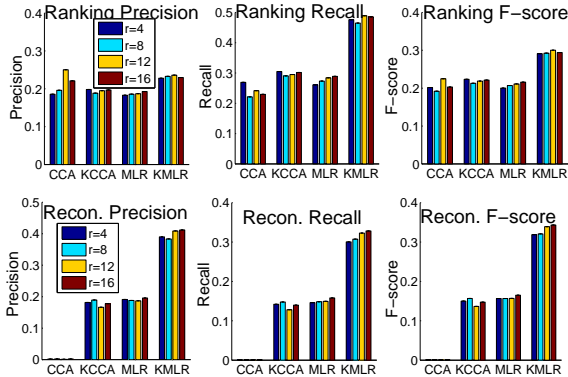 Ranking Precision
Precision
0.4
0.3
0.2
0.1
0
r=4
r=8
r=12
r=16
CCA KCCA MLR KMLR
Ranking Recall
Recall
0.5
0.4
0.3
0.2
0.1
0
CCA KCCA MLR KMLR
Ranking F-score
F-score
0.4
0.3
0.2
0.1
0
CCA KCCA MLR KMLR
Recon. Precision
Precision
0.5
0.4
0.3
0.2
0.1
0
r=4
r=8
r=12
r=16
CCA KCCA MLR KMLR
Recon. Recall
Recall
0.4
0.3
0.2
0.1
0
CCA KCCA MLR KMLR
Recon. F-score
F-score
0.4
0.3
0.2
0.1
0
CCA KCCA MLR KMLR